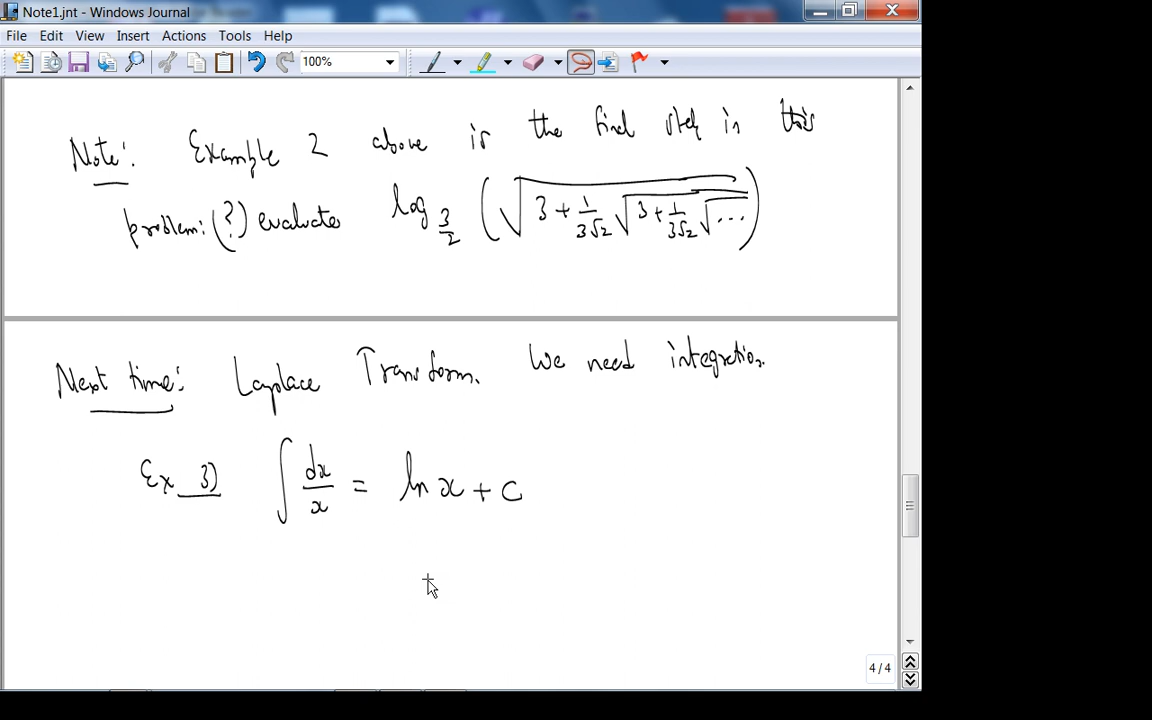 Note1.jnt - Windows Journal
File Edit View Insert Actions Tools Help
100%
Note: Example 2 above is the final step in this
problem: (?) evaluate log_{3/2} (√(3 + 1/(3√2) √(3 + 1/(3√2) √(...))))
Next time: Laplace Transform. We need integration.
Ex 3) ∫ dx/x = ln x + c
4 / 4